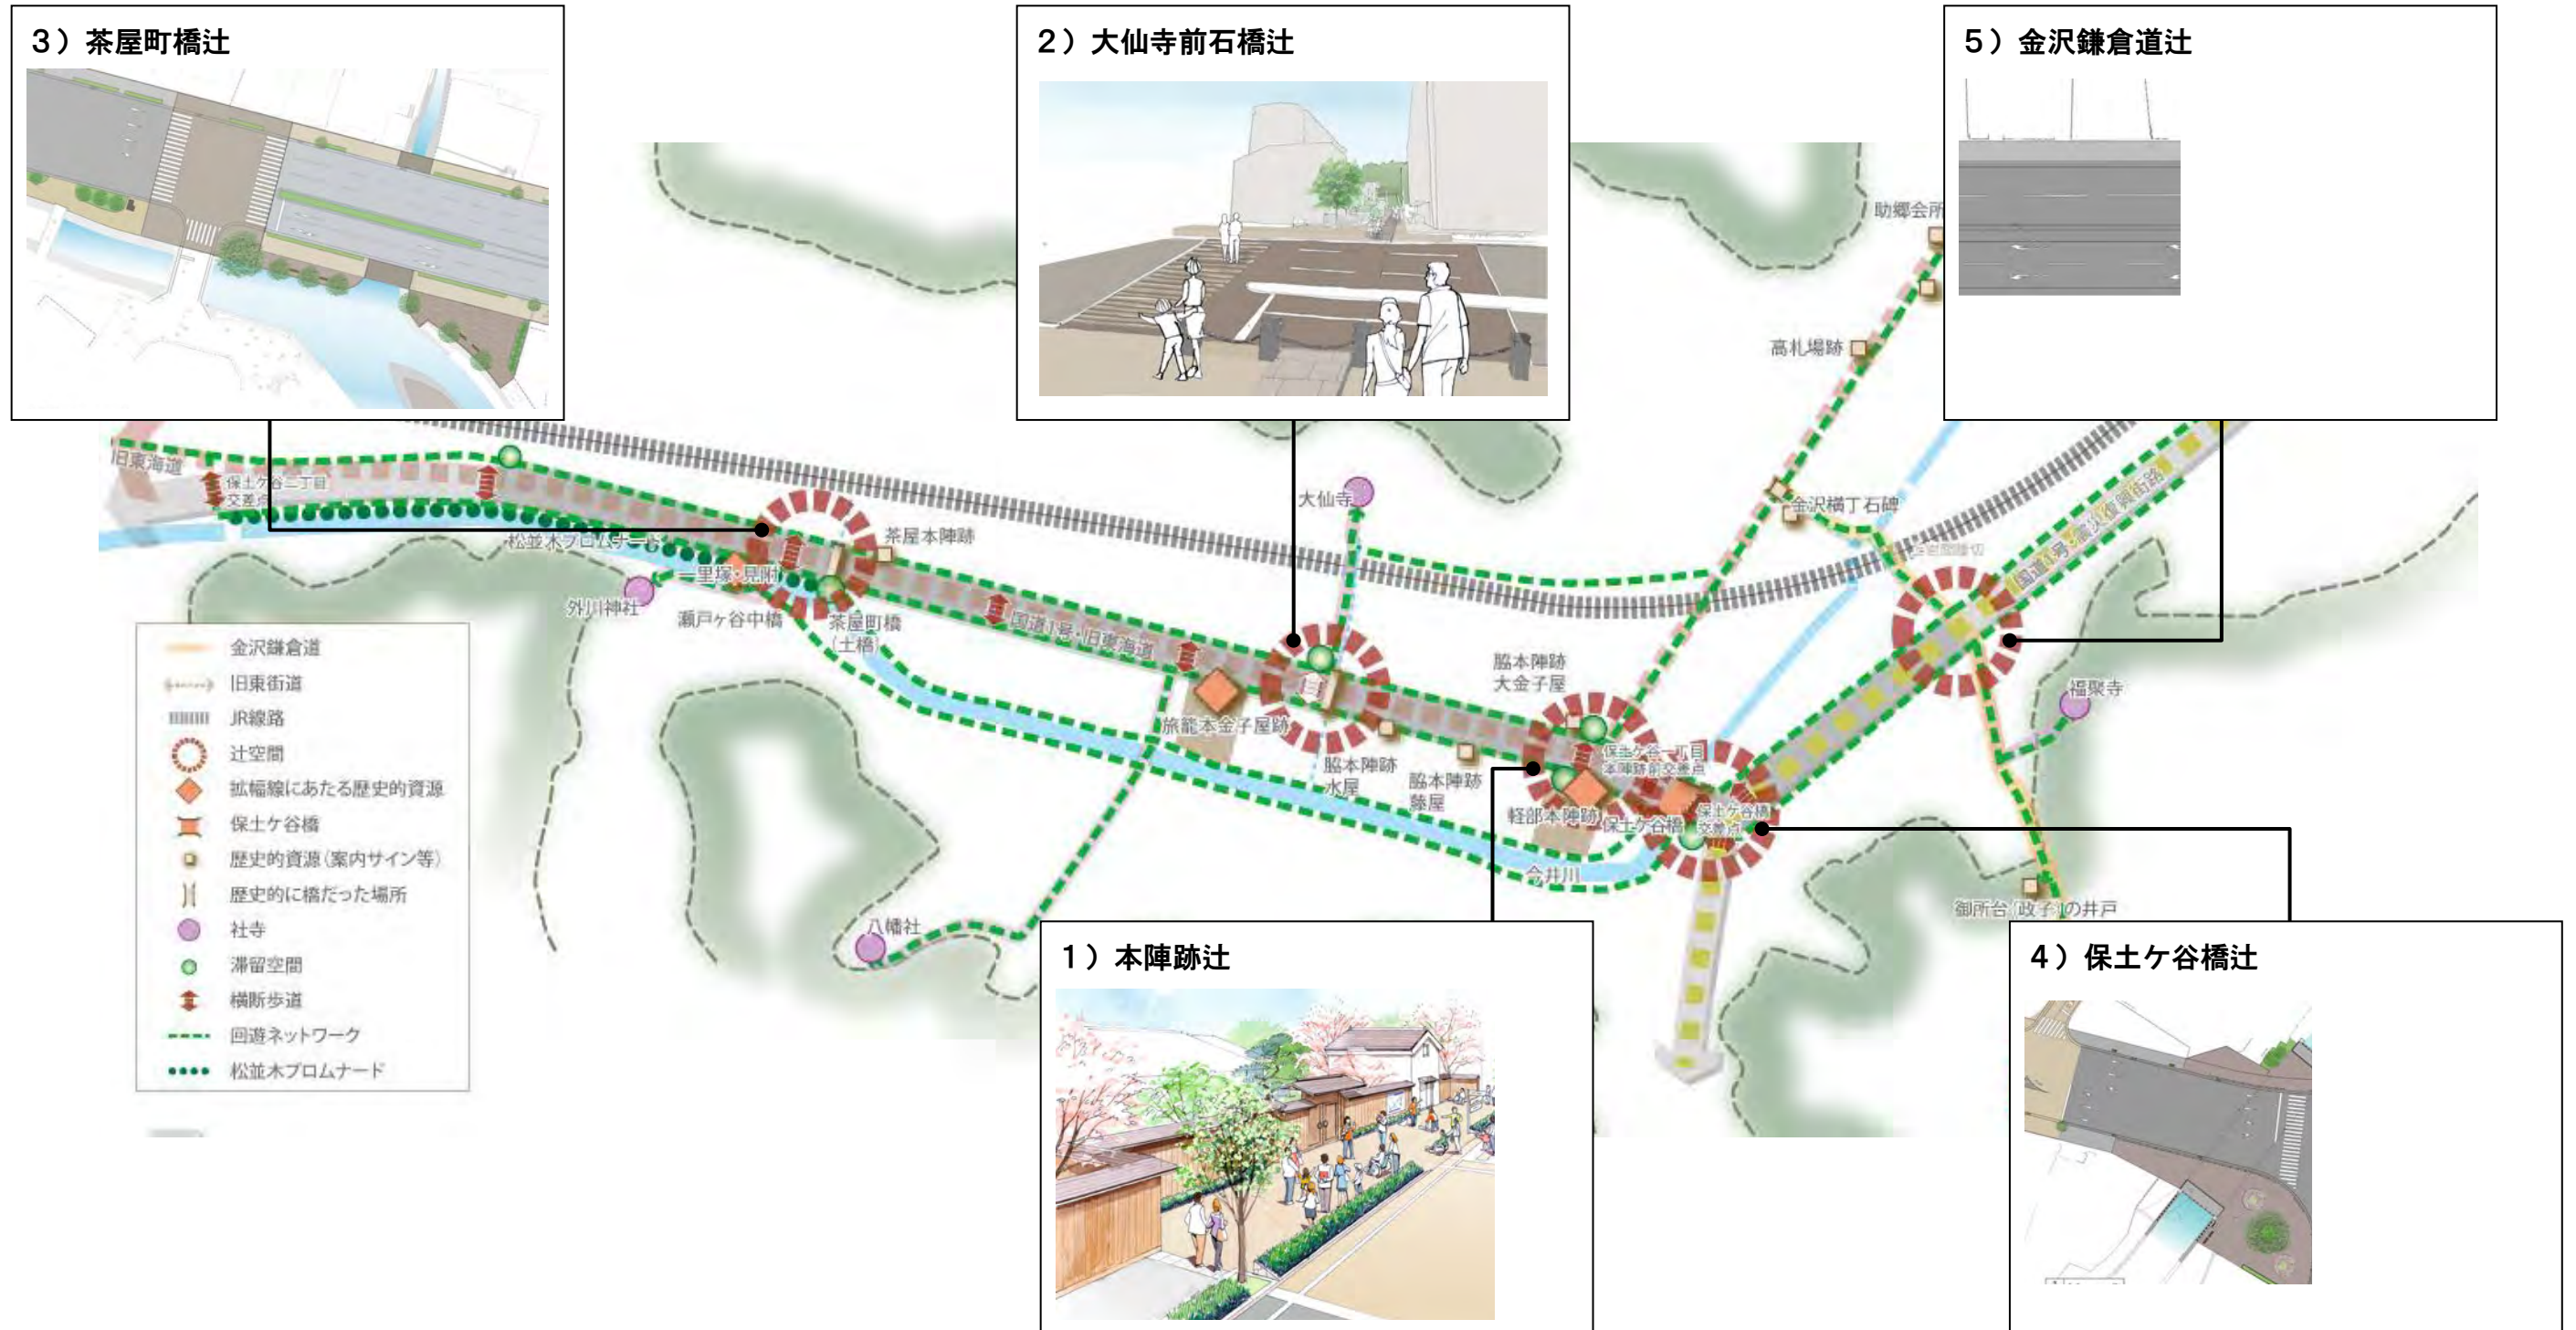 3）茶屋町橋辻
2）大仙寺前石橋辻
5）金沢鎌倉道辻
助郷会所
高札場跡
旧東海道
保土ケ谷二丁目
交差点
松並木プロムナード
茶屋本陣跡
大仙寺
金沢横丁石碑
国道1号・震災復興街路
一里塚・見附
外川神社
瀬戸ヶ谷中橋
茶屋町橋
（土橋）
国道1号・旧東海道
旅籠本金子屋跡
脇本陣跡
大金子屋
福聚寺
脇本陣跡
水屋
脇本陣跡
藤屋
保土ケ谷一丁目
本陣跡前交差点
軽部本陣跡
保土ケ谷橋
保土ケ谷橋
交差点
今井川
八幡社
御所台（政子）の井戸
金沢鎌倉道
旧東街道
JR線路
辻空間
拡幅線にあたる歴史的資源
保土ケ谷橋
歴史的資源（案内サイン等）
歴史的に橋だった場所
社寺
滞留空間
横断歩道
回遊ネットワーク
松並木プロムナード
1）本陣跡辻
4）保土ケ谷橋辻